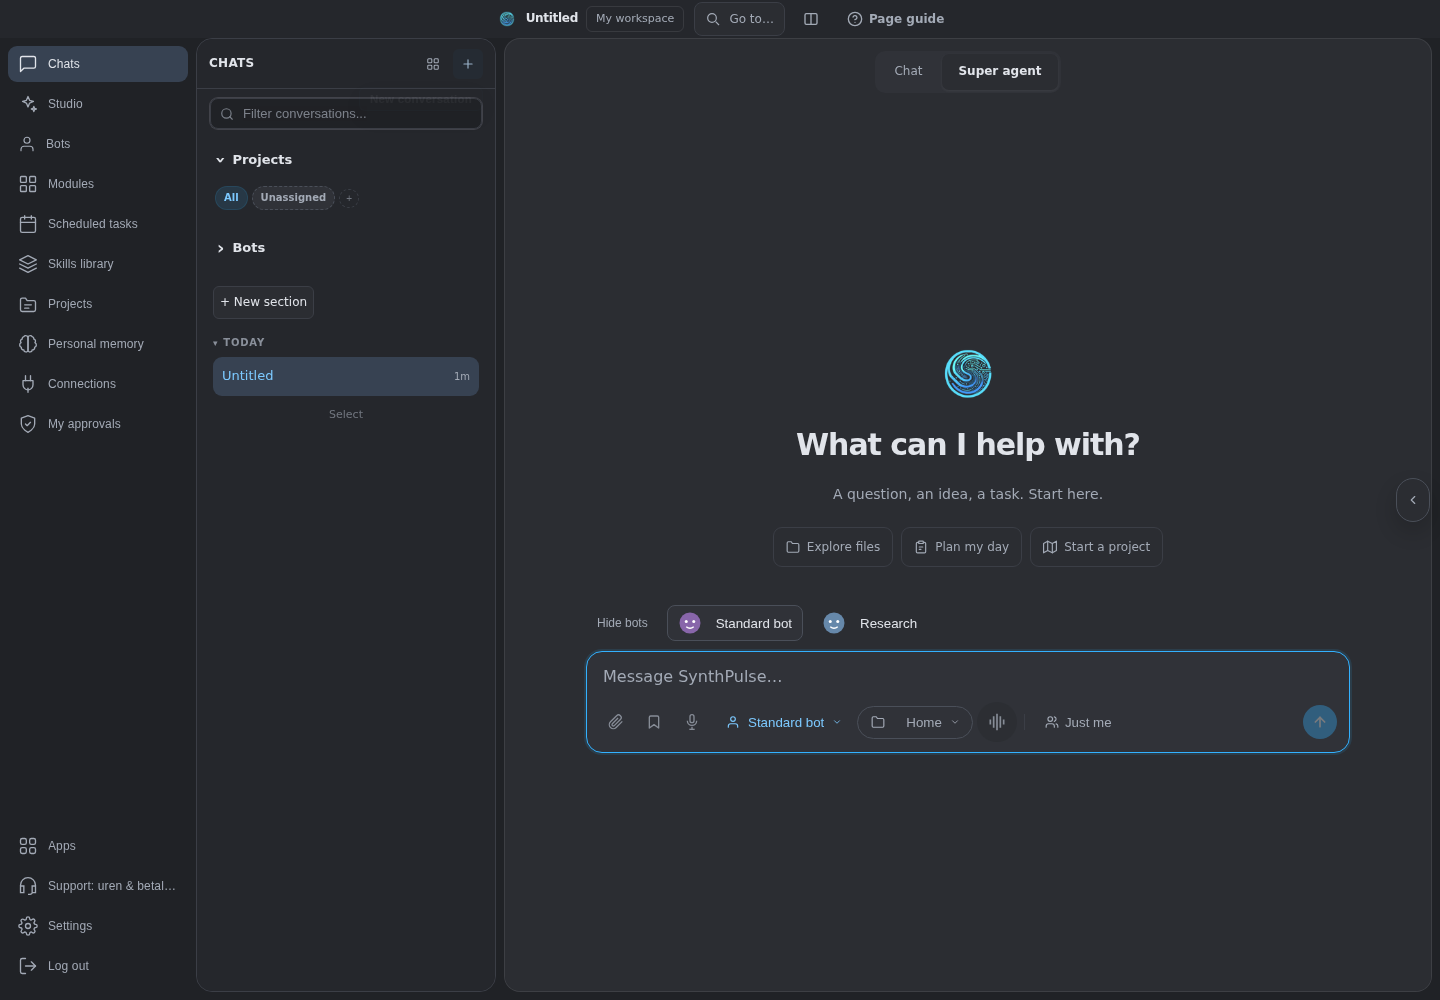 Untitled
My workspace
Go to...
Page guide
Chats
Studio
Bots
Modules
Scheduled tasks
Skills library
Projects
Personal memory
Connections
My approvals
Apps
Support: uren & betal...
Settings
Log out
CHATS
New conversation
Filter conversations...
Projects
All
Unassigned
+
Bots
+ New section
TODAY
Untitled
1m
Select
Chat
Super agent
What can I help with?
A question, an idea, a task. Start here.
Explore files
Plan my day
Start a project
Hide bots
Standard bot
Research
Message SynthPulse...
Standard bot
Home
Just me